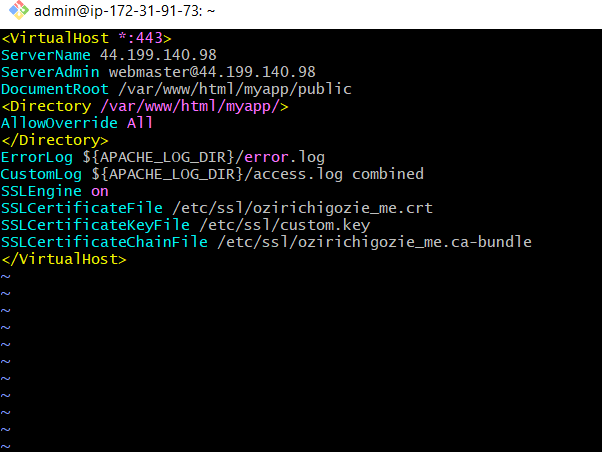 admin@ip-172-31-91-73: ~
<VirtualHost *:443>
ServerName 44.199.140.98
ServerAdmin webmaster@44.199.140.98
DocumentRoot /var/www/html/myapp/public
<Directory /var/www/html/myapp/>
AllowOverride All
</Directory>
ErrorLog ${APACHE_LOG_DIR}/error.log
CustomLog ${APACHE_LOG_DIR}/access.log combined
SSLEngine on
SSLCertificateFile /etc/ssl/ozirichigozie_me.crt
SSLCertificateKeyFile /etc/ssl/custom.key
SSLCertificateChainFile /etc/ssl/ozirichigozie_me.ca-bundle
</VirtualHost>
~
~
~
~
~
~
~
~
~
~
~